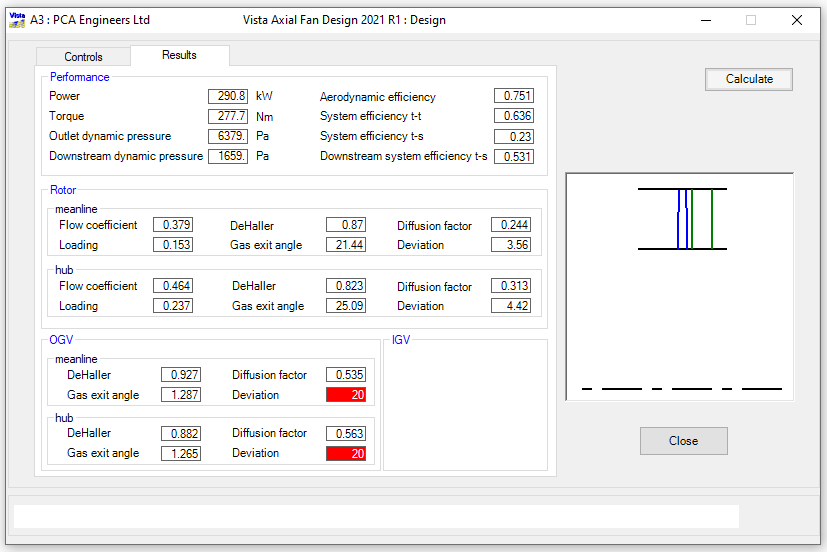 Vista A3 : PCA Engineers Ltd Vista Axial Fan Design 2021 R1 : Design
Controls Results
Calculate
Performance
Power 290.8 kW Aerodynamic efficiency 0.751
Torque 277.7 Nm System efficiency t-t 0.636
Outlet dynamic pressure 6379. Pa System efficiency t-s 0.23
Downstream dynamic pressure 1659. Pa Downstream system efficiency t-s 0.531
Rotor
meanline
Flow coefficient 0.379 DeHaller 0.87 Diffusion factor 0.244
Loading 0.153 Gas exit angle 21.44 Deviation 3.56
hub
Flow coefficient 0.464 DeHaller 0.823 Diffusion factor 0.313
Loading 0.237 Gas exit angle 25.09 Deviation 4.42
OGV IGV
meanline
DeHaller 0.927 Diffusion factor 0.535
Gas exit angle 1.287 Deviation 20
hub
DeHaller 0.882 Diffusion factor 0.563
Gas exit angle 1.265 Deviation 20
Close